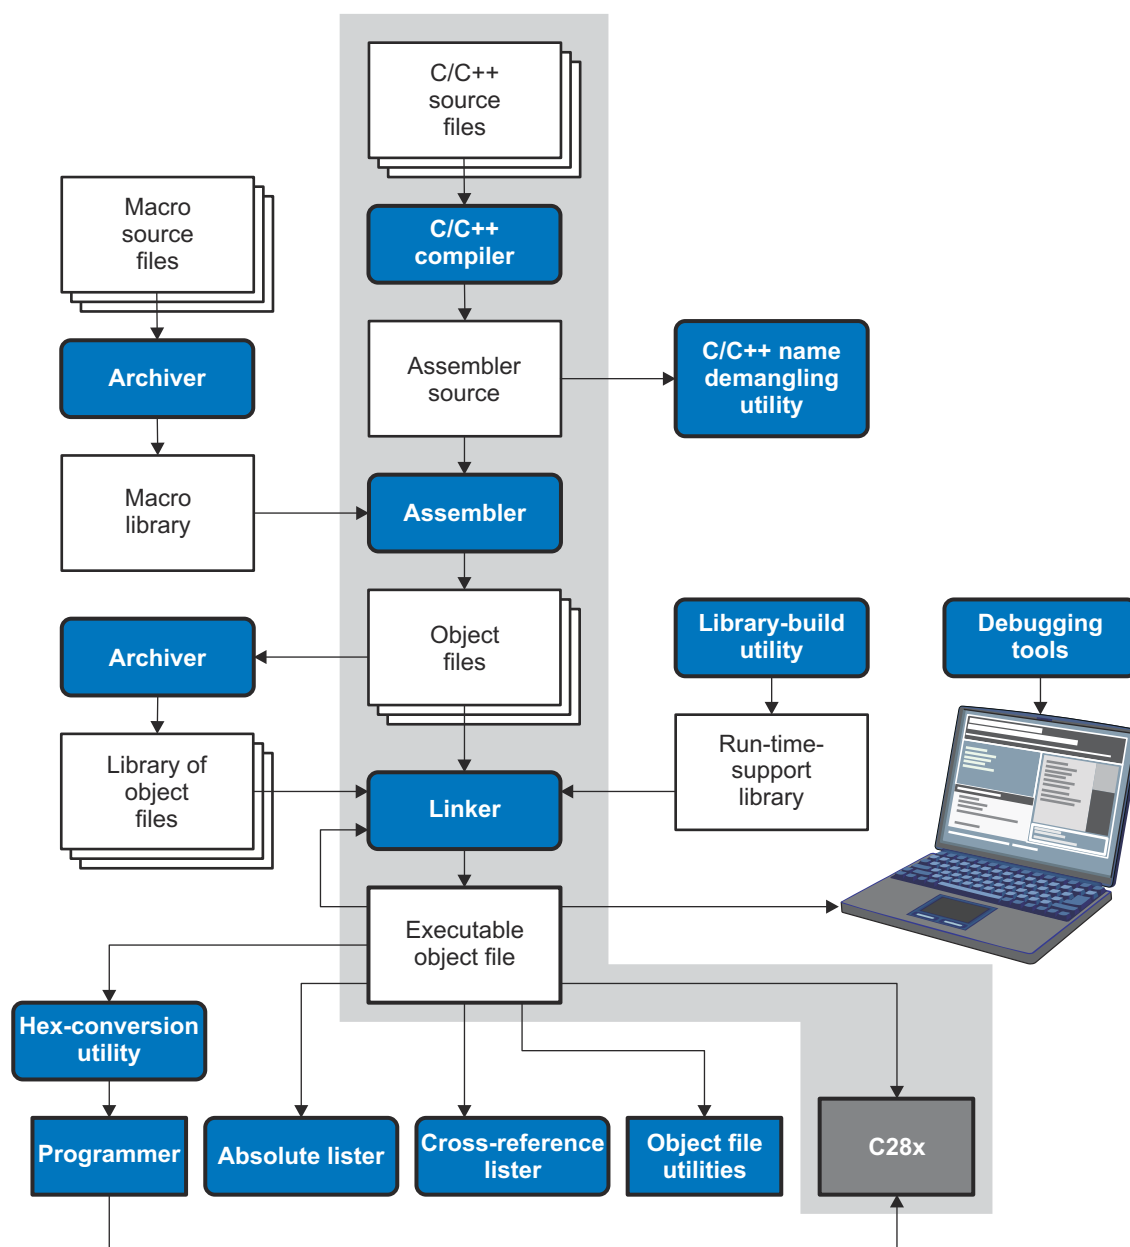 C/C++
source
files
Macro
source
files
C/C++
compiler
Archiver
Assembler
source
C/C++ name
demangling
utility
Macro
library
Assembler
Archiver
Object
files
Library-build
utility
Debugging
tools
Library of
object
files
Linker
Run-time-
support
library
Executable
object file
Hex-conversion
utility
Programmer
Absolute lister
Cross-reference
lister
Object file
utilities
C28x